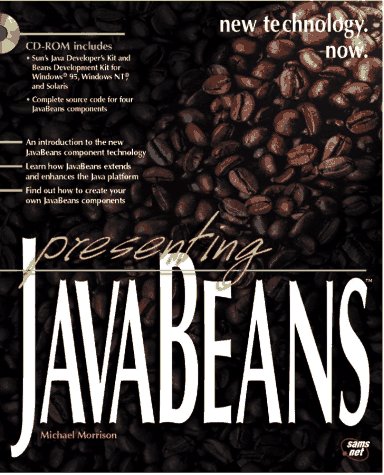 new technology.
now.
CD-ROM includes
• Sun's Java Developer's Kit and
Beans Development Kit for
Windows® 95, Windows NT®
and Solaris
• Complete source code for four
JavaBeans components
An introduction to the new
JavaBeans component technology
Learn how JavaBeans extends
and enhances the Java platform
Find out how to create your
own JavaBeans components
presenting
JAVABEANS™
Michael Morrison
sams
net